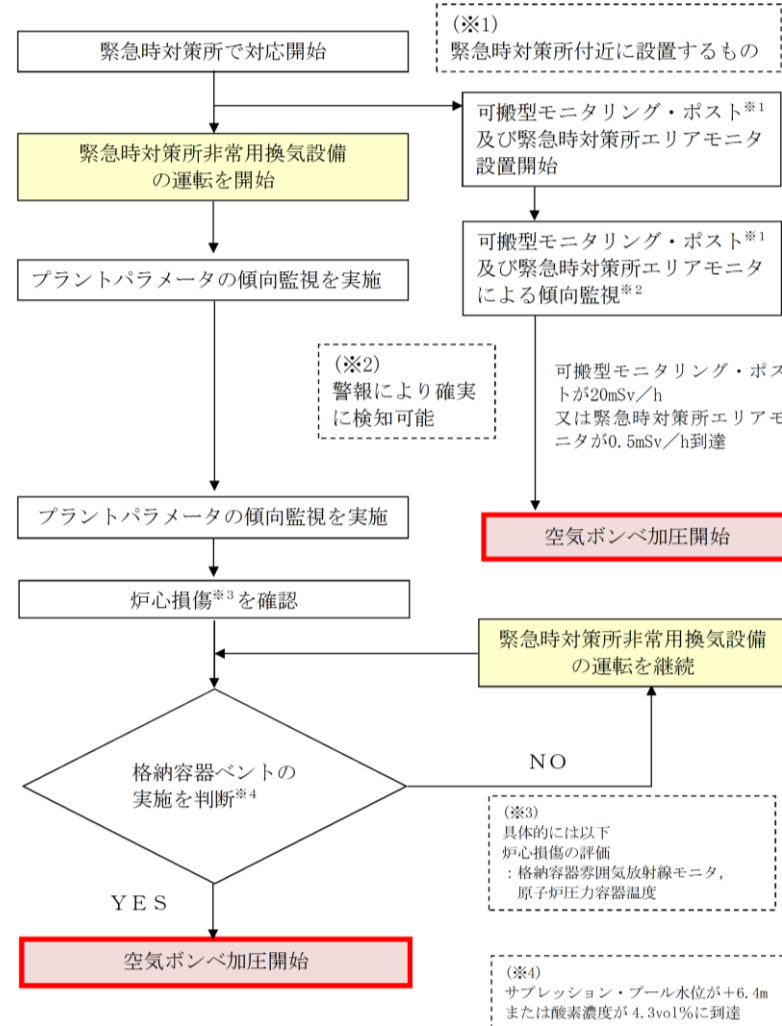 (※1)
緊急時対策所付近に設置するもの
緊急時対策所で対応開始
可搬型モニタリング・ポスト※1
及び緊急時対策所エリアモニタ
設置開始
緊急時対策所非常用換気設備
の運転を開始
可搬型モニタリング・ポスト※1
及び緊急時対策所エリアモニタ
による傾向監視※2
プラントパラメータの傾向監視を実施
(※2)
警報により確実
に検知可能
可搬型モニタリング・ポス
トが20mSv/h
又は緊急時対策所エリアモ
ニタが0.5mSv/h到達
プラントパラメータの傾向監視を実施
空気ボンベ加圧開始
炉心損傷※3を確認
緊急時対策所非常用換気設備
の運転を継続
格納容器ベントの
実施を判断※4
NO
(※3)
具体的には以下
炉心損傷の評価
:格納容器雰囲気放射線モニタ,
原子炉圧力容器温度
YES
空気ボンベ加圧開始
(※4)
サプレッション・プール水位が+6.4m
または酸素濃度が 4.3vol%に到達